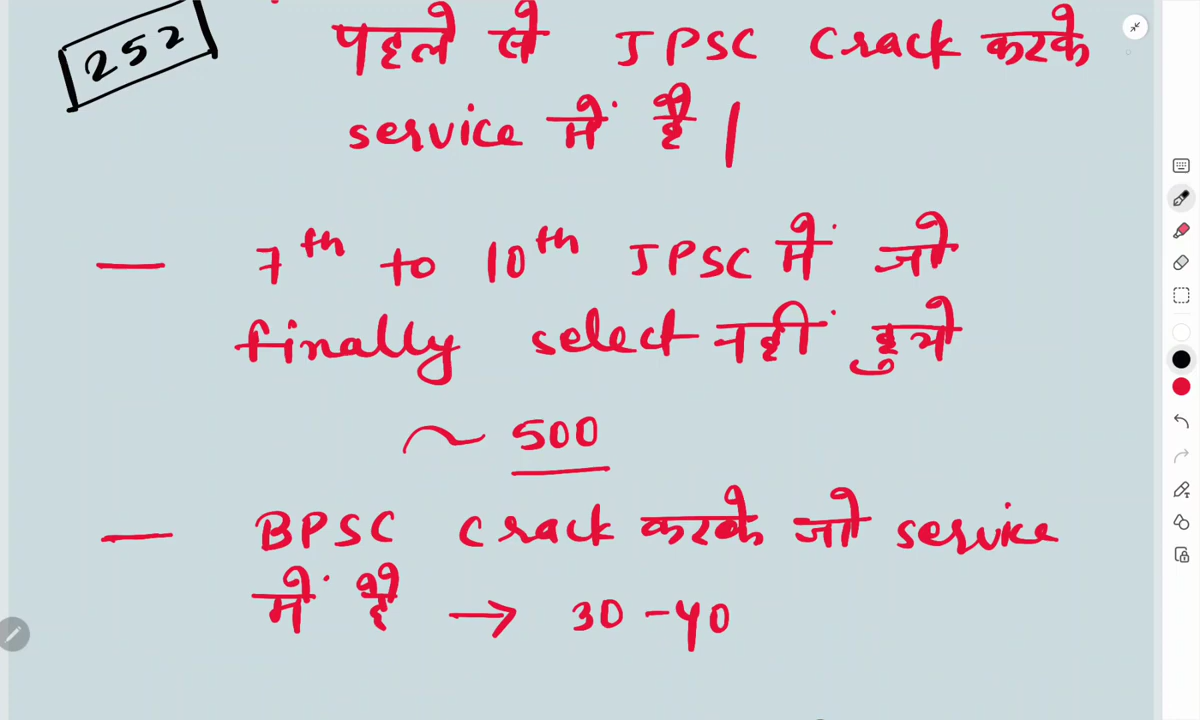 252
पहले से JPSC crack करके
service में हैं |
— 7th to 10th JPSC में जो
finally select नहीं हुये
~ 500
— BPSC crack करके जो service
में हैं → 30-40